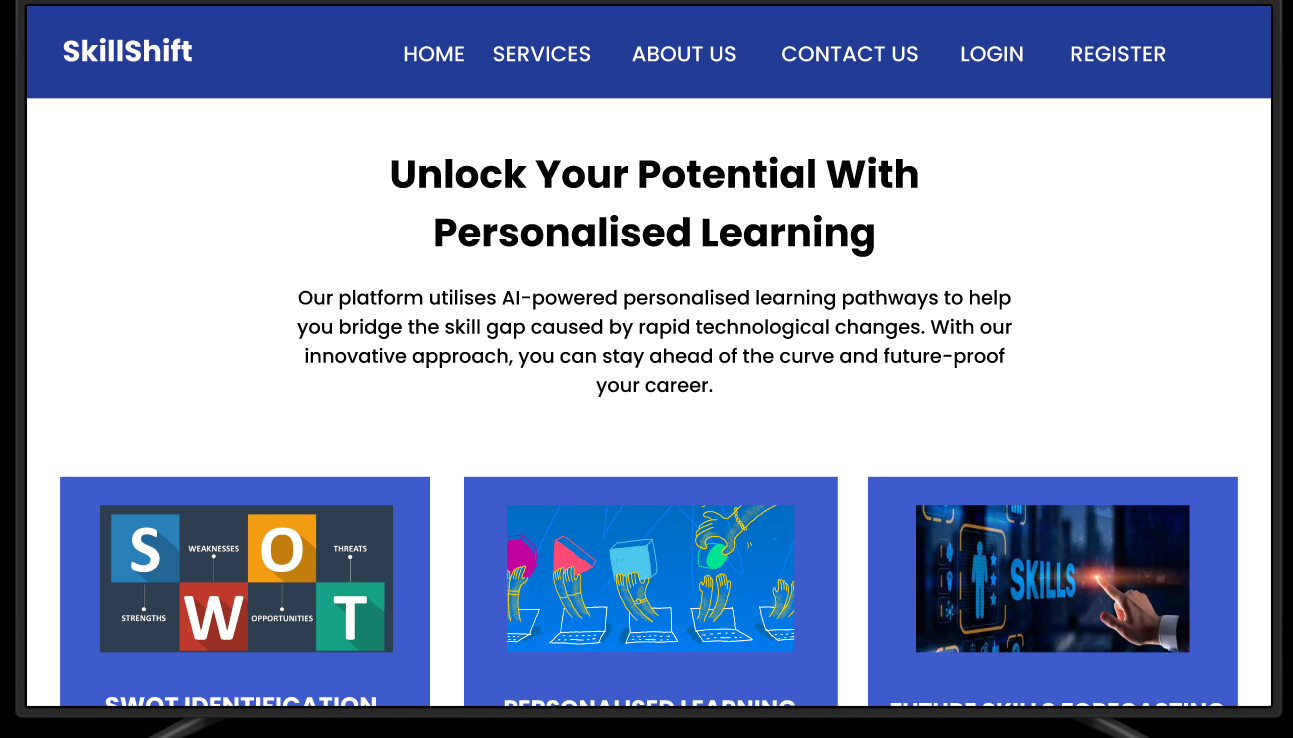 SkillShift
HOME SERVICES ABOUT US CONTACT US LOGIN REGISTER
Unlock Your Potential With
Personalised Learning
Our platform utilises AI-powered personalised learning pathways to help
you bridge the skill gap caused by rapid technological changes. With our
innovative approach, you can stay ahead of the curve and future-proof
your career.
S WEAKNESSES O THREATS
STRENGTHS W OPPORTUNITIES T
SKILLS
SWOT IDENTIFICATION
PERSONALISED LEARNING
FUTURE SKILLS FORECASTING